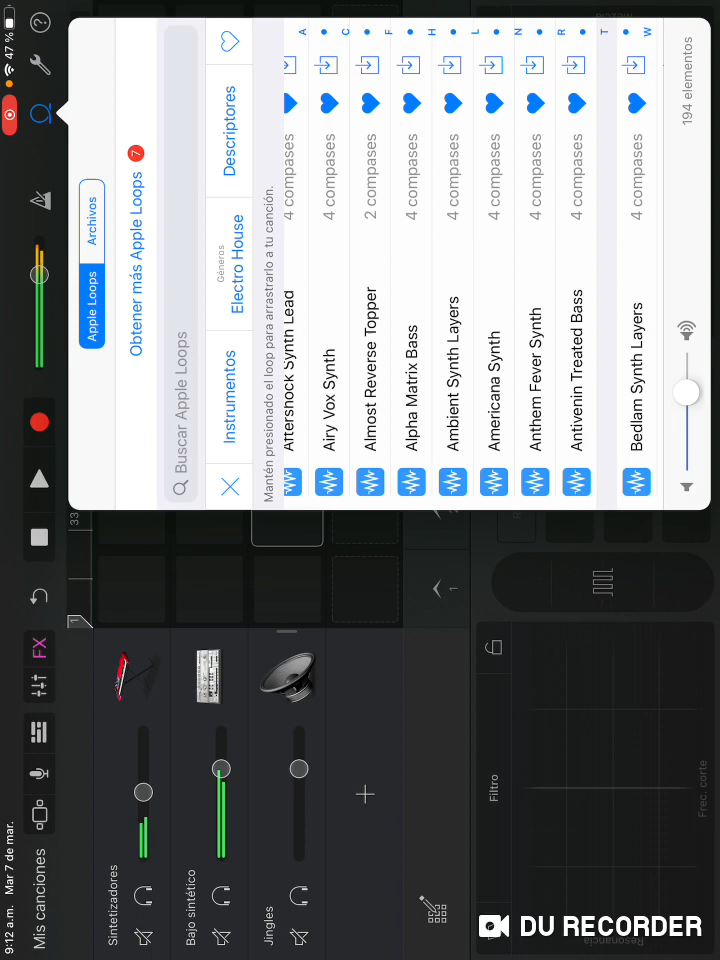 9:12 a.m. Mar 7 de mar.
47 %
Mis canciones
FX
?
1
33
Sintetizadores
Bajo sintético
Jingles
Apple Loops
Archivos
Obtener más Apple Loops
7
Buscar Apple Loops
Instrumentos
Géneros
Electro House
Descriptores
Mantén presionado el loop para arrastrarlo a tu canción.
Aftershock Synth Lead 4 compases
Airy Vox Synth 4 compases
Almost Reverse Topper 2 compases
Alpha Matrix Bass 4 compases
Ambient Synth Layers 4 compases
Americana Synth 4 compases
Anthem Fever Synth 4 compases
Antivenin Treated Bass 4 compases
Bedlam Synth Layers 4 compases
A
C
F
H
L
N
R
T
W
194 elementos
1
Filtro
Frec. corte
Resonancia
DU RECORDER